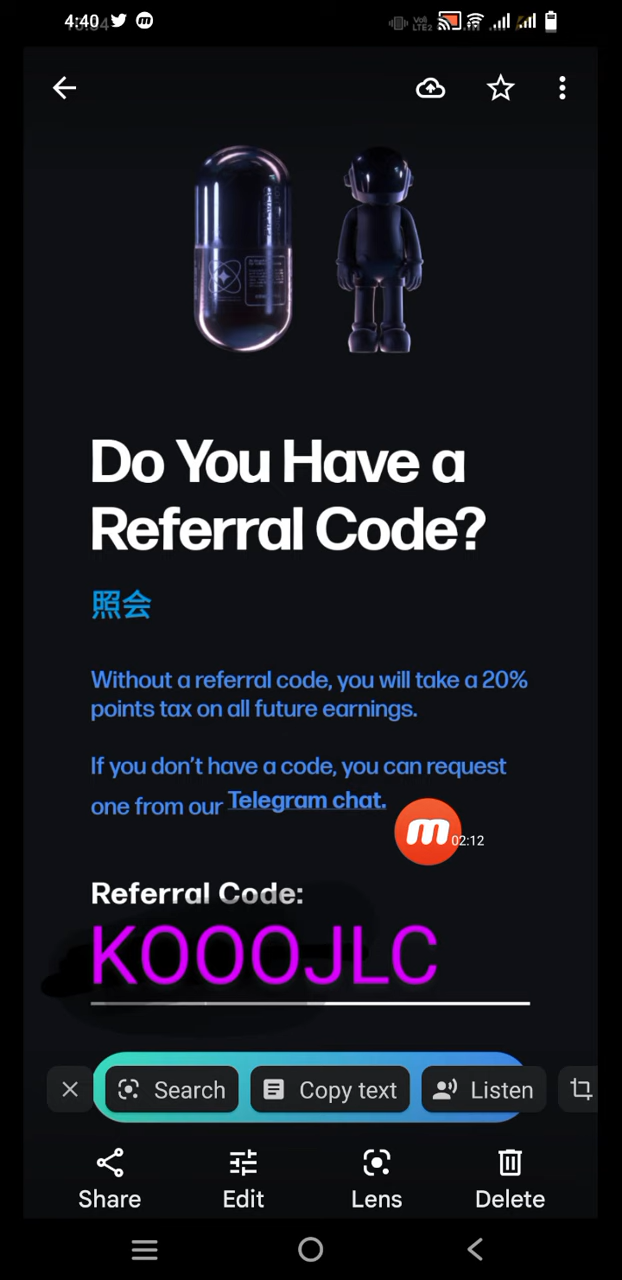 4:40
VoB
LTE2
Do You Have a
Referral Code?
照会
Without a referral code, you will take a 20%
points tax on all future earnings.
If you don't have a code, you can request
one from our Telegram chat.
02:12
Referral Code:
KOOOJLC
Search
Copy text
Listen
Share
Edit
Lens
Delete